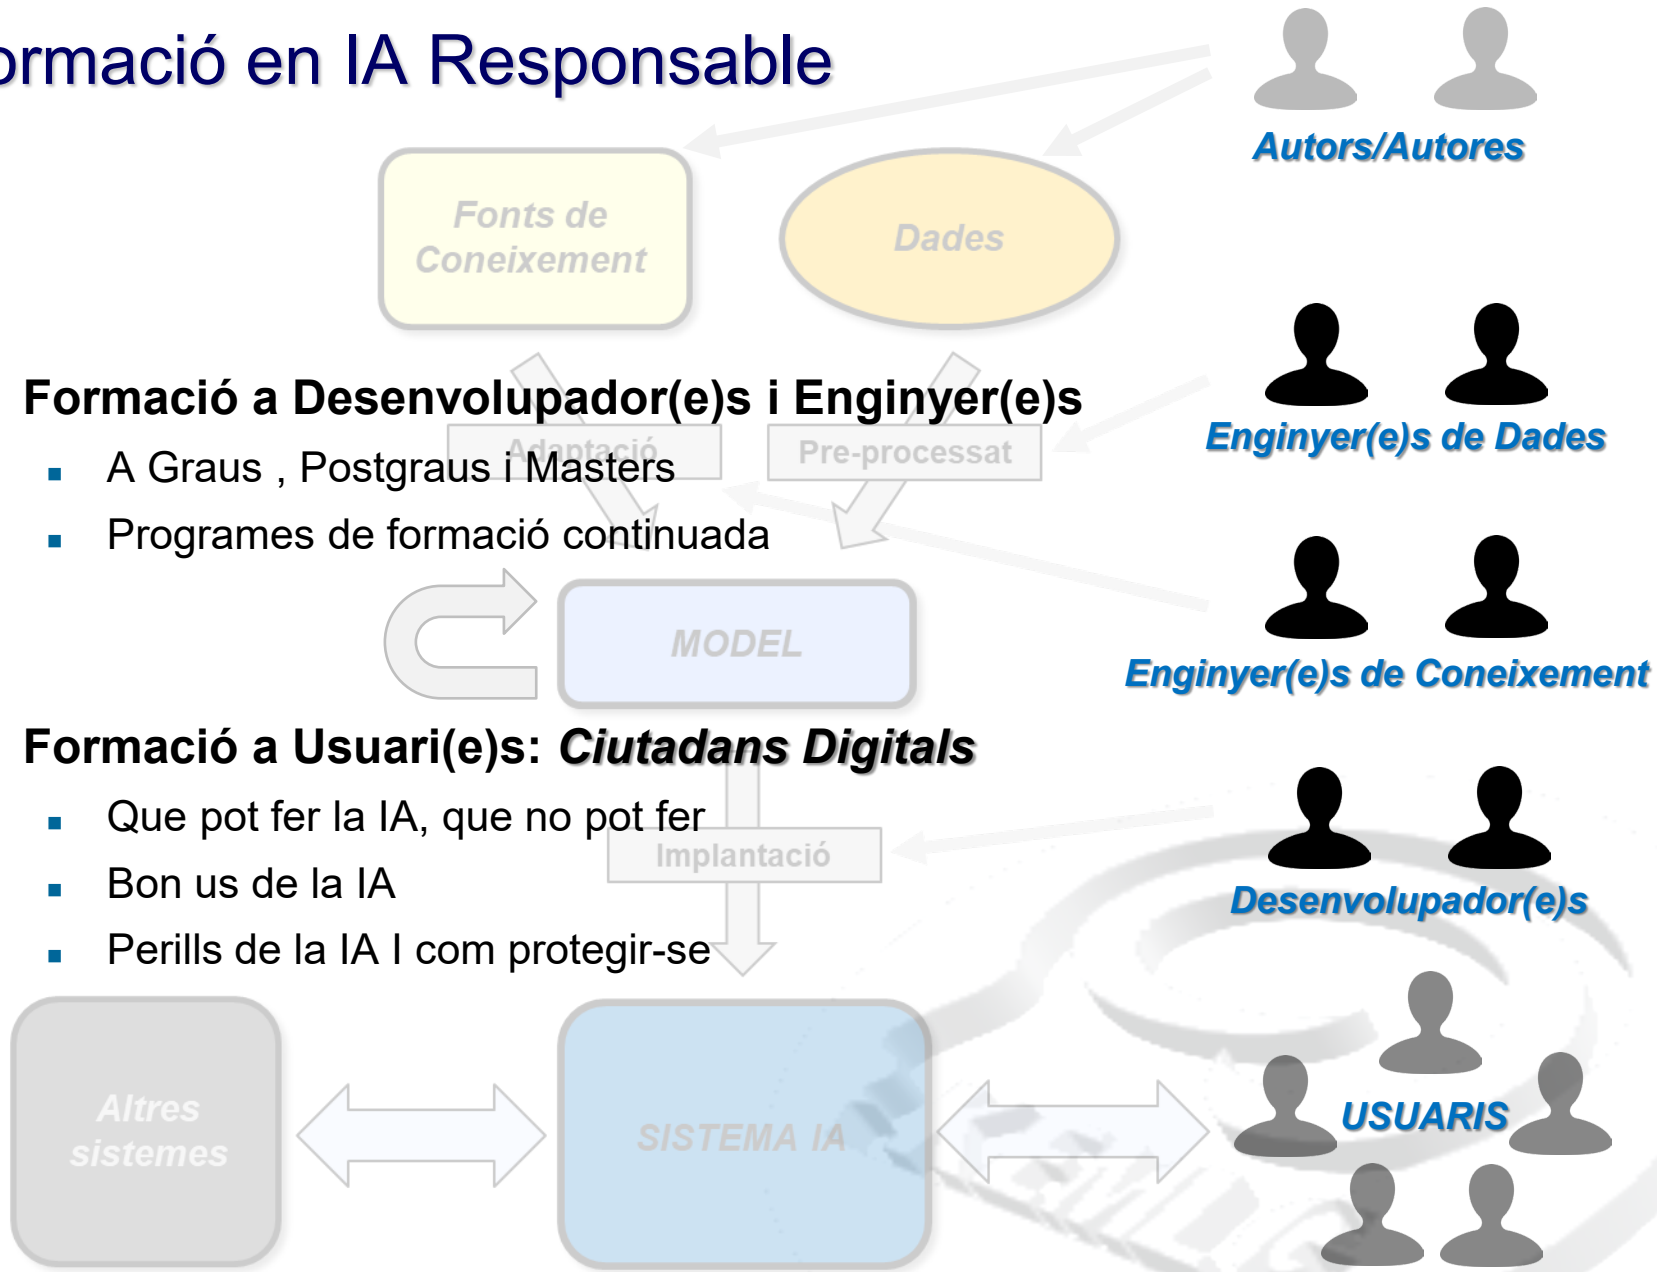 ormació en IA Responsable
Autors/Autores
Fonts de
Coneixement
Dades
Formació a Desenvolupador(e)s i Enginyer(e)s
Enginyer(e)s de Dades
Adaptació
Pre-processat
A Graus , Postgraus i Masters
Programes de formació continuada
MODEL
Enginyer(e)s de Coneixement
Formació a Usuari(e)s: Ciutadans Digitals
Que pot fer la IA, que no pot fer
Implantació
Bon us de la IA
Desenvolupador(e)s
Perills de la IA I com protegir-se
Altres
sistemes
SISTEMA IA
USUARIS